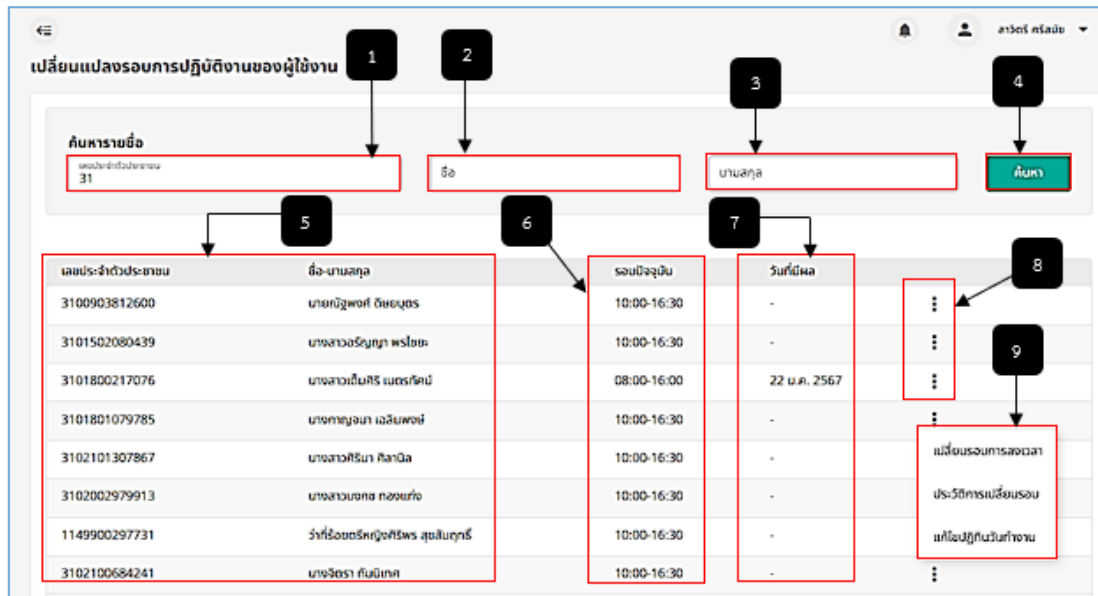 สาวิตรี ศรีสมัย
เปลี่ยนแปลงรอบการปฏิบัติงานของผู้ใช้งาน
1
2
3
4
ค้นหารายชื่อ
เลขประจำตัวประชาชน
31
ชื่อ
นามสกุล
ค้นหา
5
6
7
8
เลขประจำตัวประชาชน ชื่อ-นามสกุล รอบปัจจุบัน วันที่มีผล
3100903812600 นายณัฐพงศ์ ดิษยบุตร 10:00-16:30 -
3101502080439 นางสาวอรัญญา พรไชยะ 10:00-16:30 -
9
3101800217076 นางสาวเต็มศิริ เนตรทัศน์ 08:00-16:00 22 ม.ค. 2567
3101801079785 นางกาญจนา เฉลิมพงษ์ 10:00-16:30 -
เปลี่ยนรอบการลงเวลา
3102101307867 นางสาวศิรินา ศิลานิล 10:00-16:30 -
ประวัติการเปลี่ยนรอบ
3102002979913 นางสาวบงกช ทองแท่ง 10:00-16:30 -
แก้ไขปฏิทินวันทำงาน
1149900297731 ว่าที่ร้อยตรีหญิงศิริพร สุขสัมฤทธิ์ 10:00-16:30 -
3102100684241 นางจิตรา กันนิเทศ 10:00-16:30 -